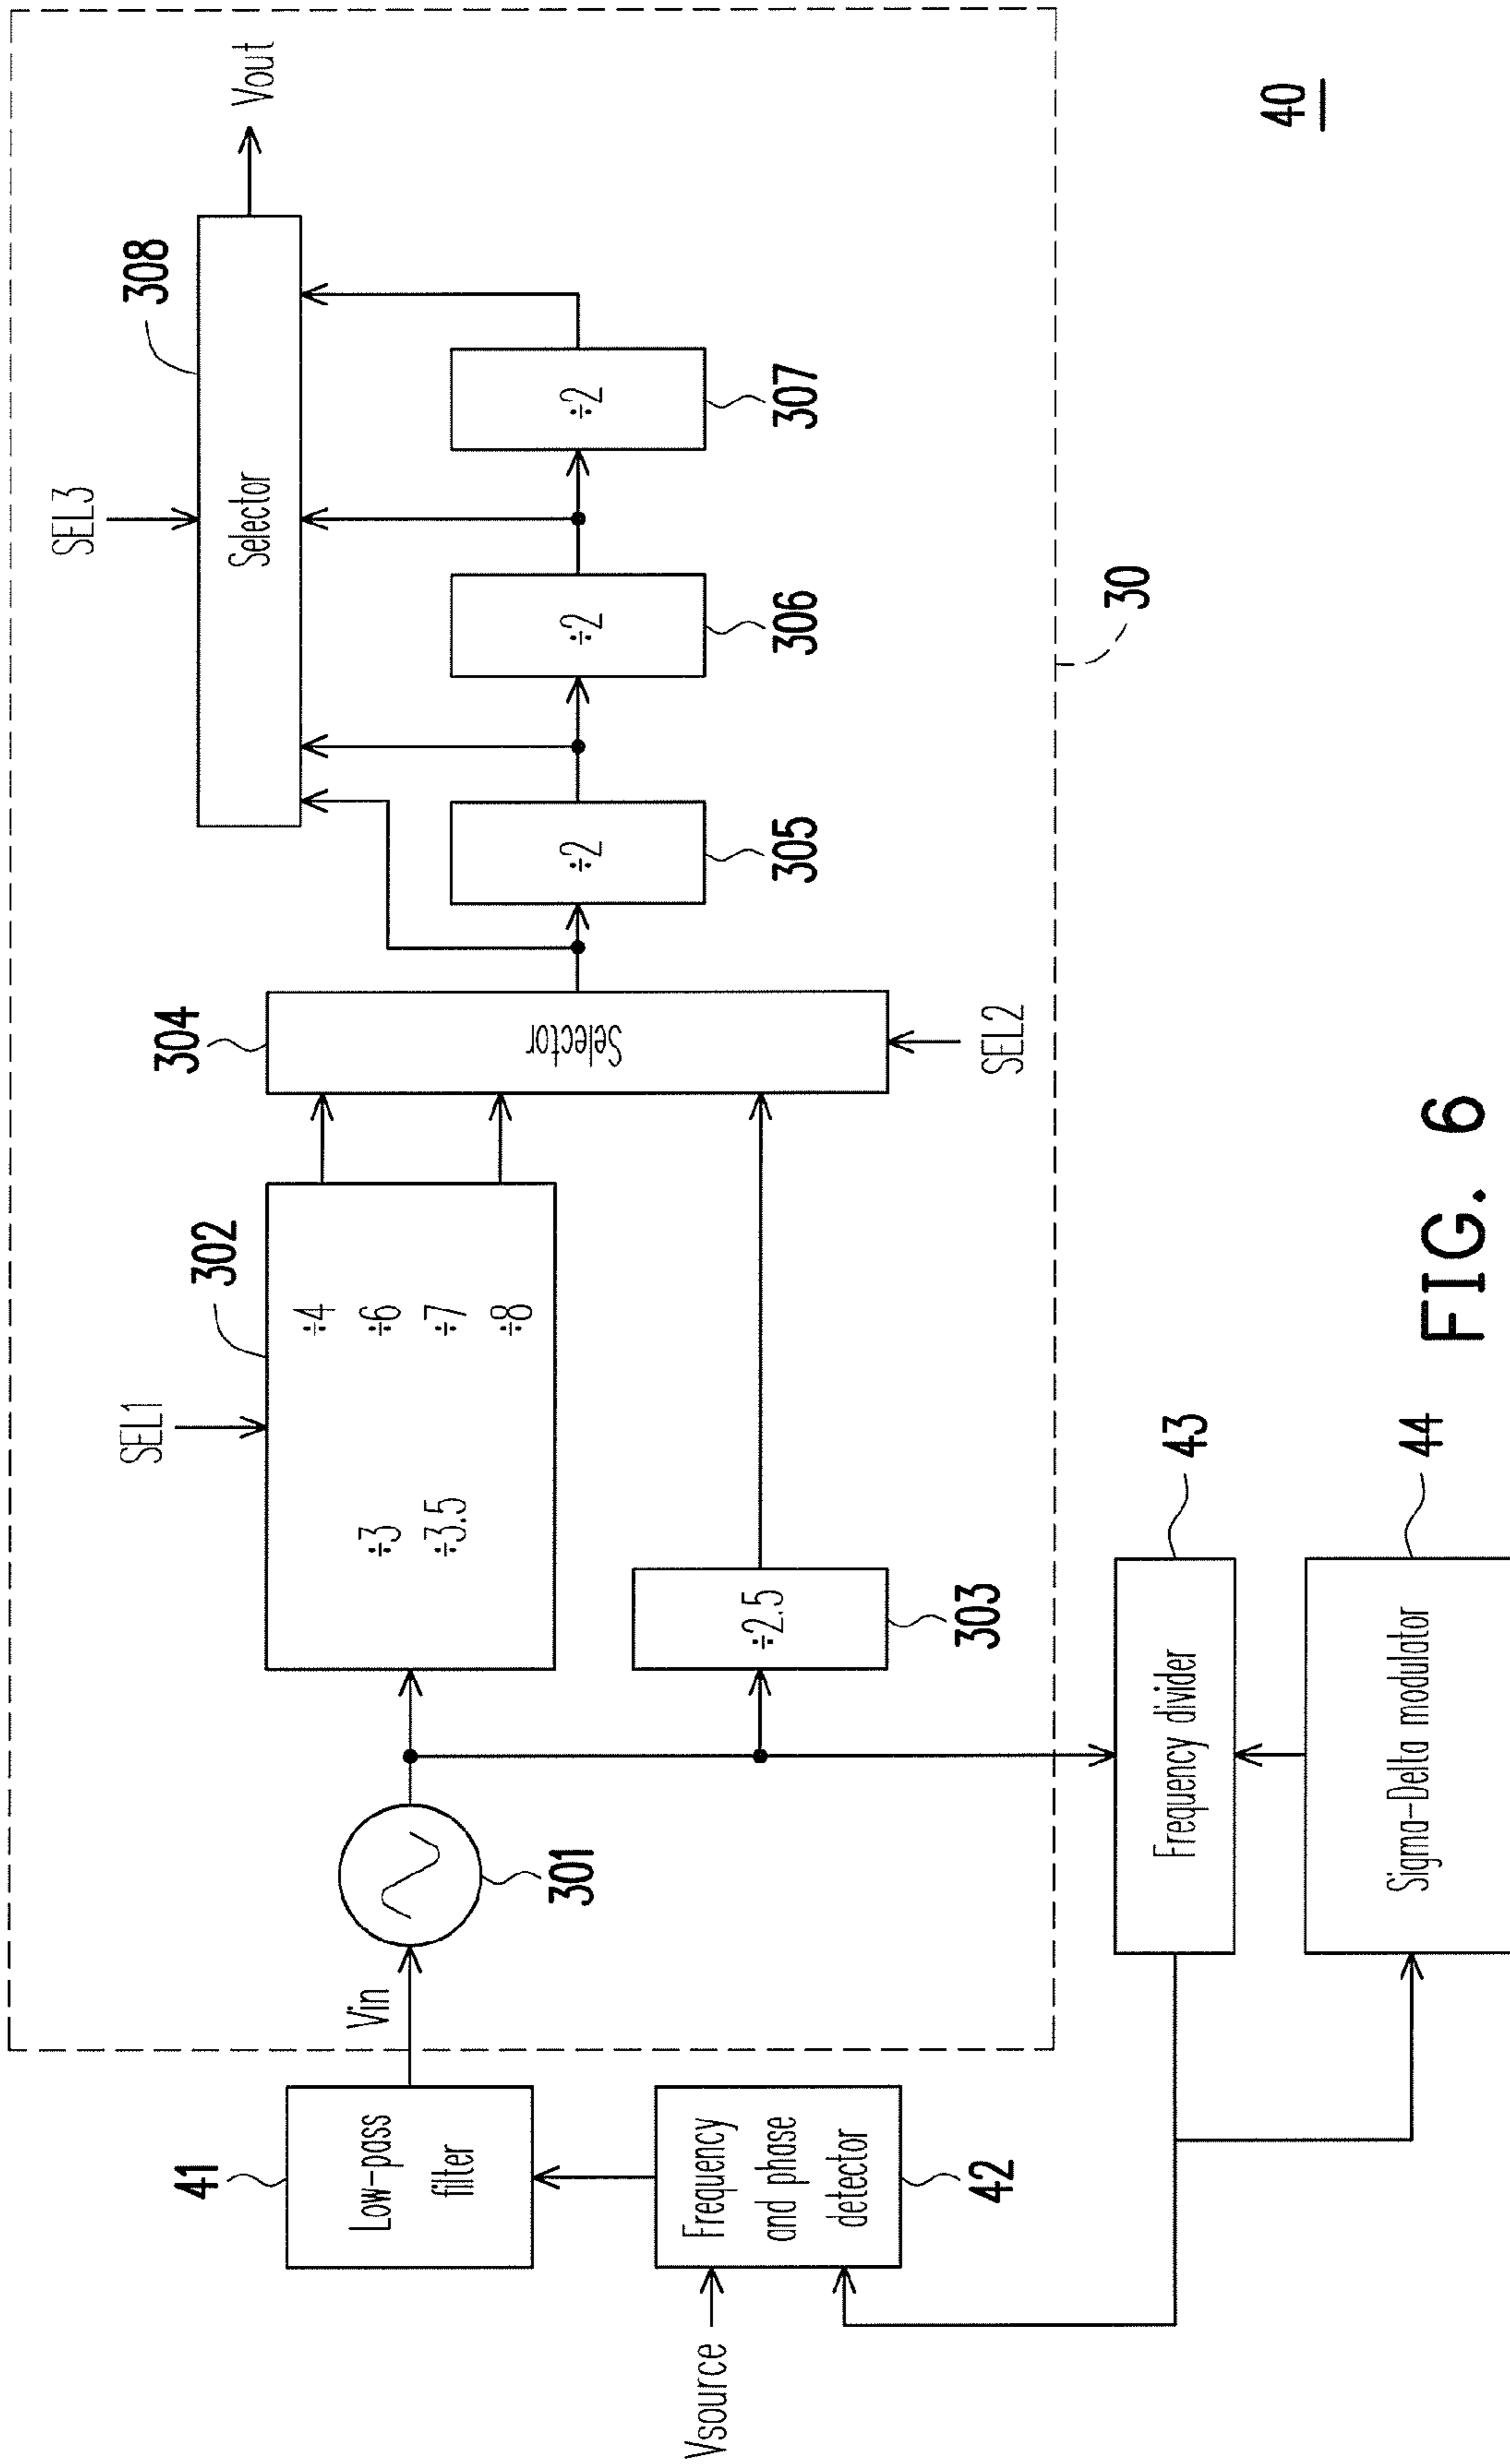 SEL3
308
Selector
Vout
SEL1
302
304
÷3
÷3.5
÷4
÷6
÷7
÷8
Selector
÷2
305
÷2
306
÷2
307
41
Low-pass
filter
Vin
301
÷2.5
303
SEL2
Vsource
Frequency
and phase
detector
42
30
Frequency divider
43
Sigma-Delta modulator
44
40
FIG. 6